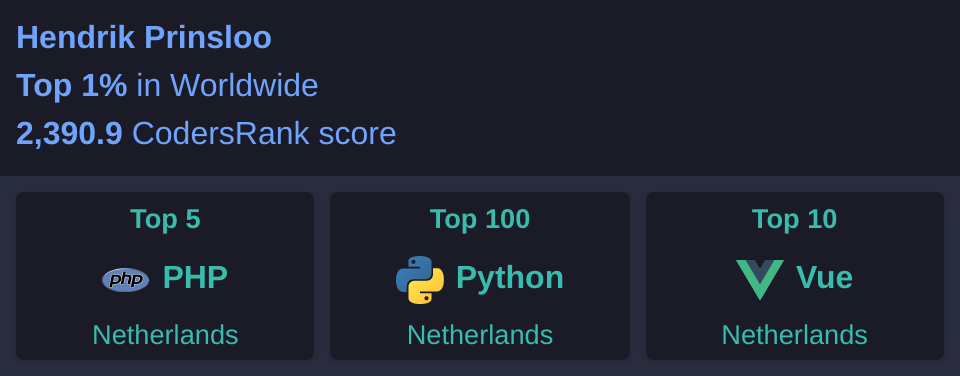 Hendrik Prinsloo
Top 1% in Worldwide
2,390.9 CodersRank score
Top 5
php PHP
Netherlands
Top 100
Python
Netherlands
Top 10
Vue
Netherlands